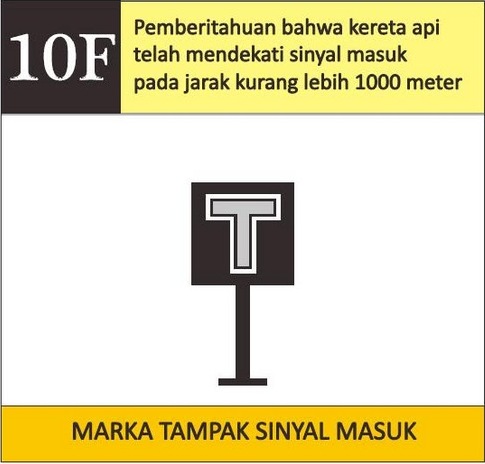 10F
Pemberitahuan bahwa kereta api
telah mendekati sinyal masuk
pada jarak kurang lebih 1000 meter
T
MARKA TAMPAK SINYAL MASUK